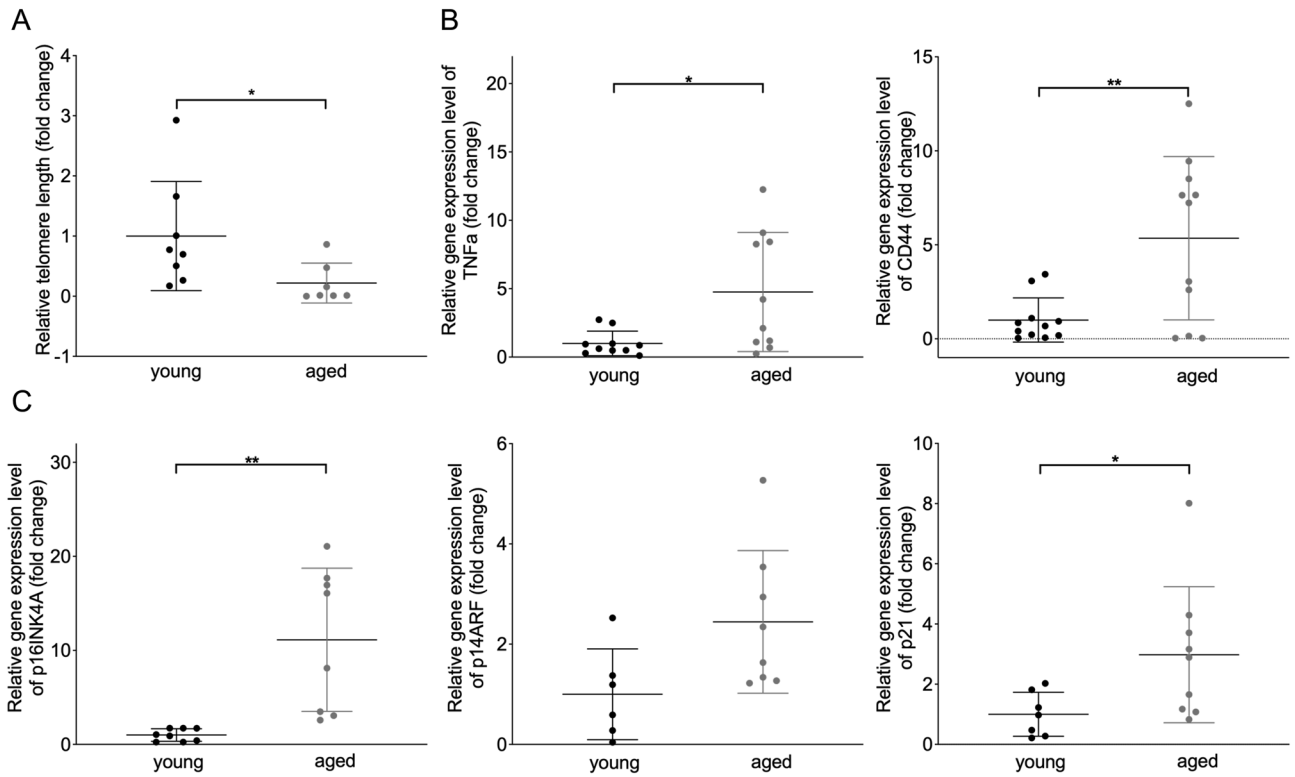 A
Relative telomere length (fold change)
4
3
2
1
0
-1
*
young
aged
B
Relative gene expression level of
TNFa (fold change)
20
15
10
5
0
*
young
aged
Relative gene expression level
of CD44 (fold change)
15
10
5
0
**
young
aged
C
Relative gene expression level
of p16INK4A (fold change)
30
20
10
0
**
young
aged
Relative gene expression level
of p14ARF (fold change)
6
4
2
0
young
aged
Relative gene expression level
of p21 (fold change)
10
8
6
4
2
0
*
young
aged